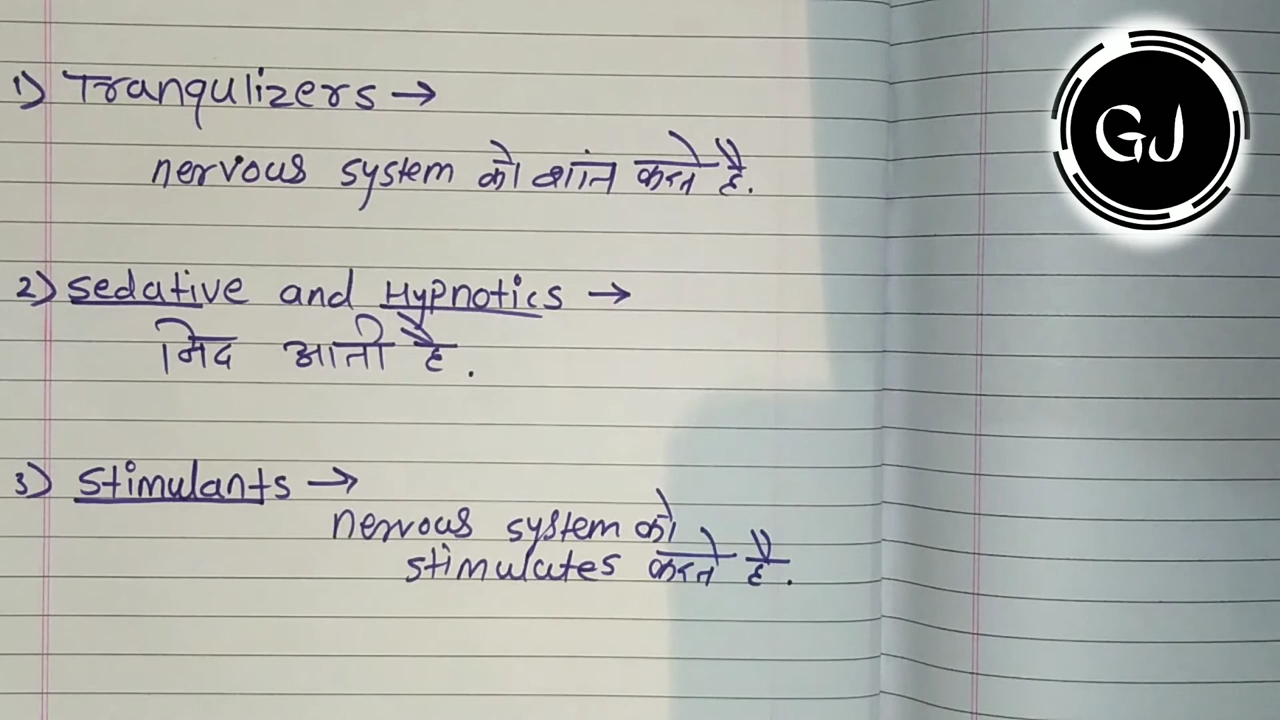 1) Tranqulizers →
nervous system को शांत करते है.
2) sedative and Hypnotics →
निद आती है.
3) stimulants →
nervous system को
stimulates करते है.
GJ